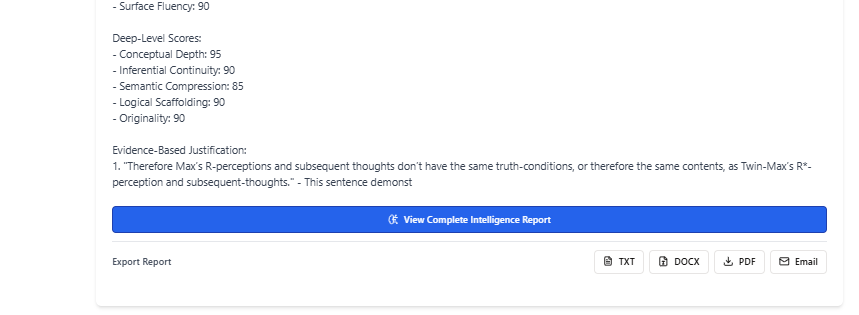 - Surface Fluency: 90
Deep-Level Scores:
- Conceptual Depth: 95
- Inferential Continuity: 90
- Semantic Compression: 85
- Logical Scaffolding: 90
- Originality: 90
Evidence-Based Justification:
1. "Therefore Max's R-perceptions and subsequent thoughts don't have the same truth-conditions, or therefore the same contents, as Twin-Max's R*-
perception and subsequent-thoughts." - This sentence demonst
View Complete Intelligence Report
Export Report
TXT
DOCX
PDF
Email